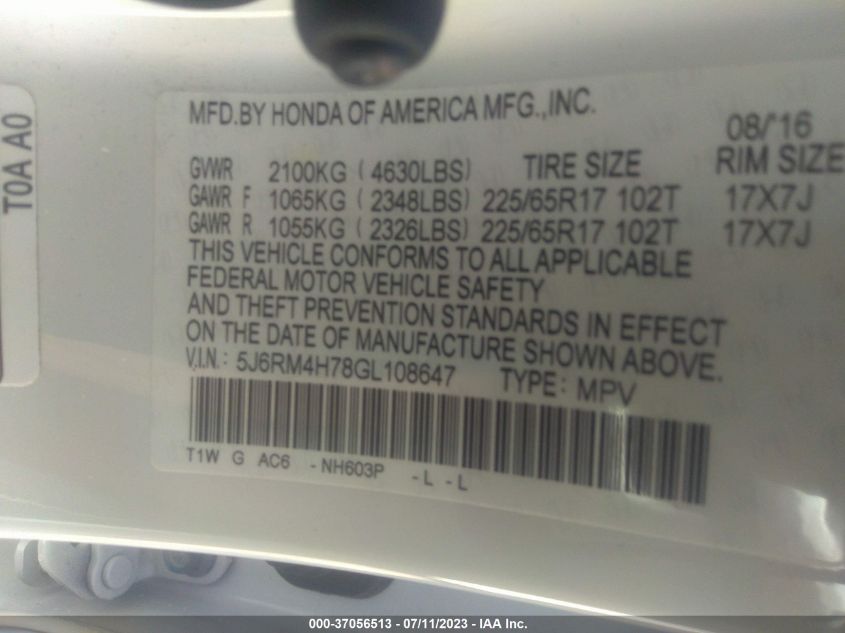 T0A A0
MFD.BY HONDA OF AMERICA MFG.,INC. 08/'16
GVWR 2100KG ( 4630LBS) TIRE SIZE RIM SIZE
GAWR F 1065KG ( 2348LBS) 225/65R17 102T 17X7J
GAWR R 1055KG ( 2326LBS) 225/65R17 102T 17X7J
THIS VEHICLE CONFORMS TO ALL APPLICABLE
FEDERAL MOTOR VEHICLE SAFETY
AND THEFT PREVENTION STANDARDS IN EFFECT
ON THE DATE OF MANUFACTURE SHOWN ABOVE.
V.I.N.: 5J6RM4H78GL108647 TYPE: MPV
T1W G AC6 -NH603P -L -L
000-37056513 - 07/11/2023 - IAA Inc.